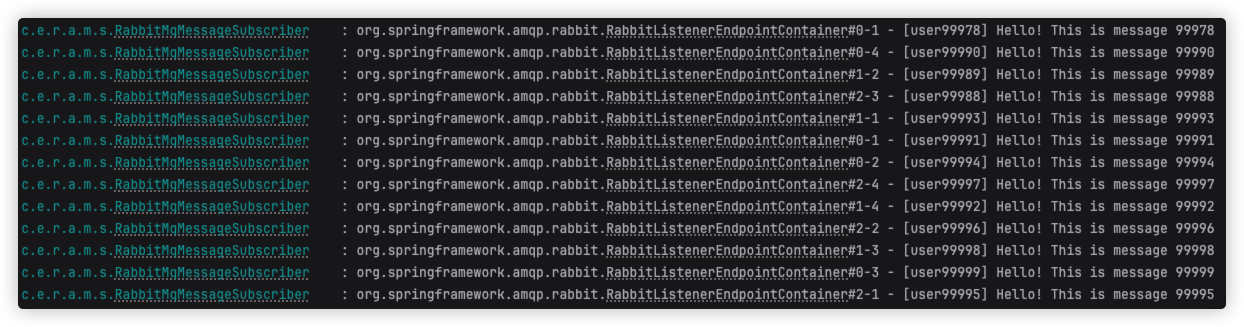 c.e.r.a.m.s.RabbitMqMessageSubscriber : org.springframework.amqp.rabbit.RabbitListenerEndpointContainer#0-1 - [user99978] Hello! This is message 99978
c.e.r.a.m.s.RabbitMqMessageSubscriber : org.springframework.amqp.rabbit.RabbitListenerEndpointContainer#0-4 - [user99990] Hello! This is message 99990
c.e.r.a.m.s.RabbitMqMessageSubscriber : org.springframework.amqp.rabbit.RabbitListenerEndpointContainer#1-2 - [user99989] Hello! This is message 99989
c.e.r.a.m.s.RabbitMqMessageSubscriber : org.springframework.amqp.rabbit.RabbitListenerEndpointContainer#2-3 - [user99988] Hello! This is message 99988
c.e.r.a.m.s.RabbitMqMessageSubscriber : org.springframework.amqp.rabbit.RabbitListenerEndpointContainer#1-1 - [user99993] Hello! This is message 99993
c.e.r.a.m.s.RabbitMqMessageSubscriber : org.springframework.amqp.rabbit.RabbitListenerEndpointContainer#0-1 - [user99991] Hello! This is message 99991
c.e.r.a.m.s.RabbitMqMessageSubscriber : org.springframework.amqp.rabbit.RabbitListenerEndpointContainer#0-2 - [user99994] Hello! This is message 99994
c.e.r.a.m.s.RabbitMqMessageSubscriber : org.springframework.amqp.rabbit.RabbitListenerEndpointContainer#2-4 - [user99997] Hello! This is message 99997
c.e.r.a.m.s.RabbitMqMessageSubscriber : org.springframework.amqp.rabbit.RabbitListenerEndpointContainer#1-4 - [user99992] Hello! This is message 99992
c.e.r.a.m.s.RabbitMqMessageSubscriber : org.springframework.amqp.rabbit.RabbitListenerEndpointContainer#2-2 - [user99996] Hello! This is message 99996
c.e.r.a.m.s.RabbitMqMessageSubscriber : org.springframework.amqp.rabbit.RabbitListenerEndpointContainer#1-3 - [user99998] Hello! This is message 99998
c.e.r.a.m.s.RabbitMqMessageSubscriber : org.springframework.amqp.rabbit.RabbitListenerEndpointContainer#0-3 - [user99999] Hello! This is message 99999
c.e.r.a.m.s.RabbitMqMessageSubscriber : org.springframework.amqp.rabbit.RabbitListenerEndpointContainer#2-1 - [user99995] Hello! This is message 99995